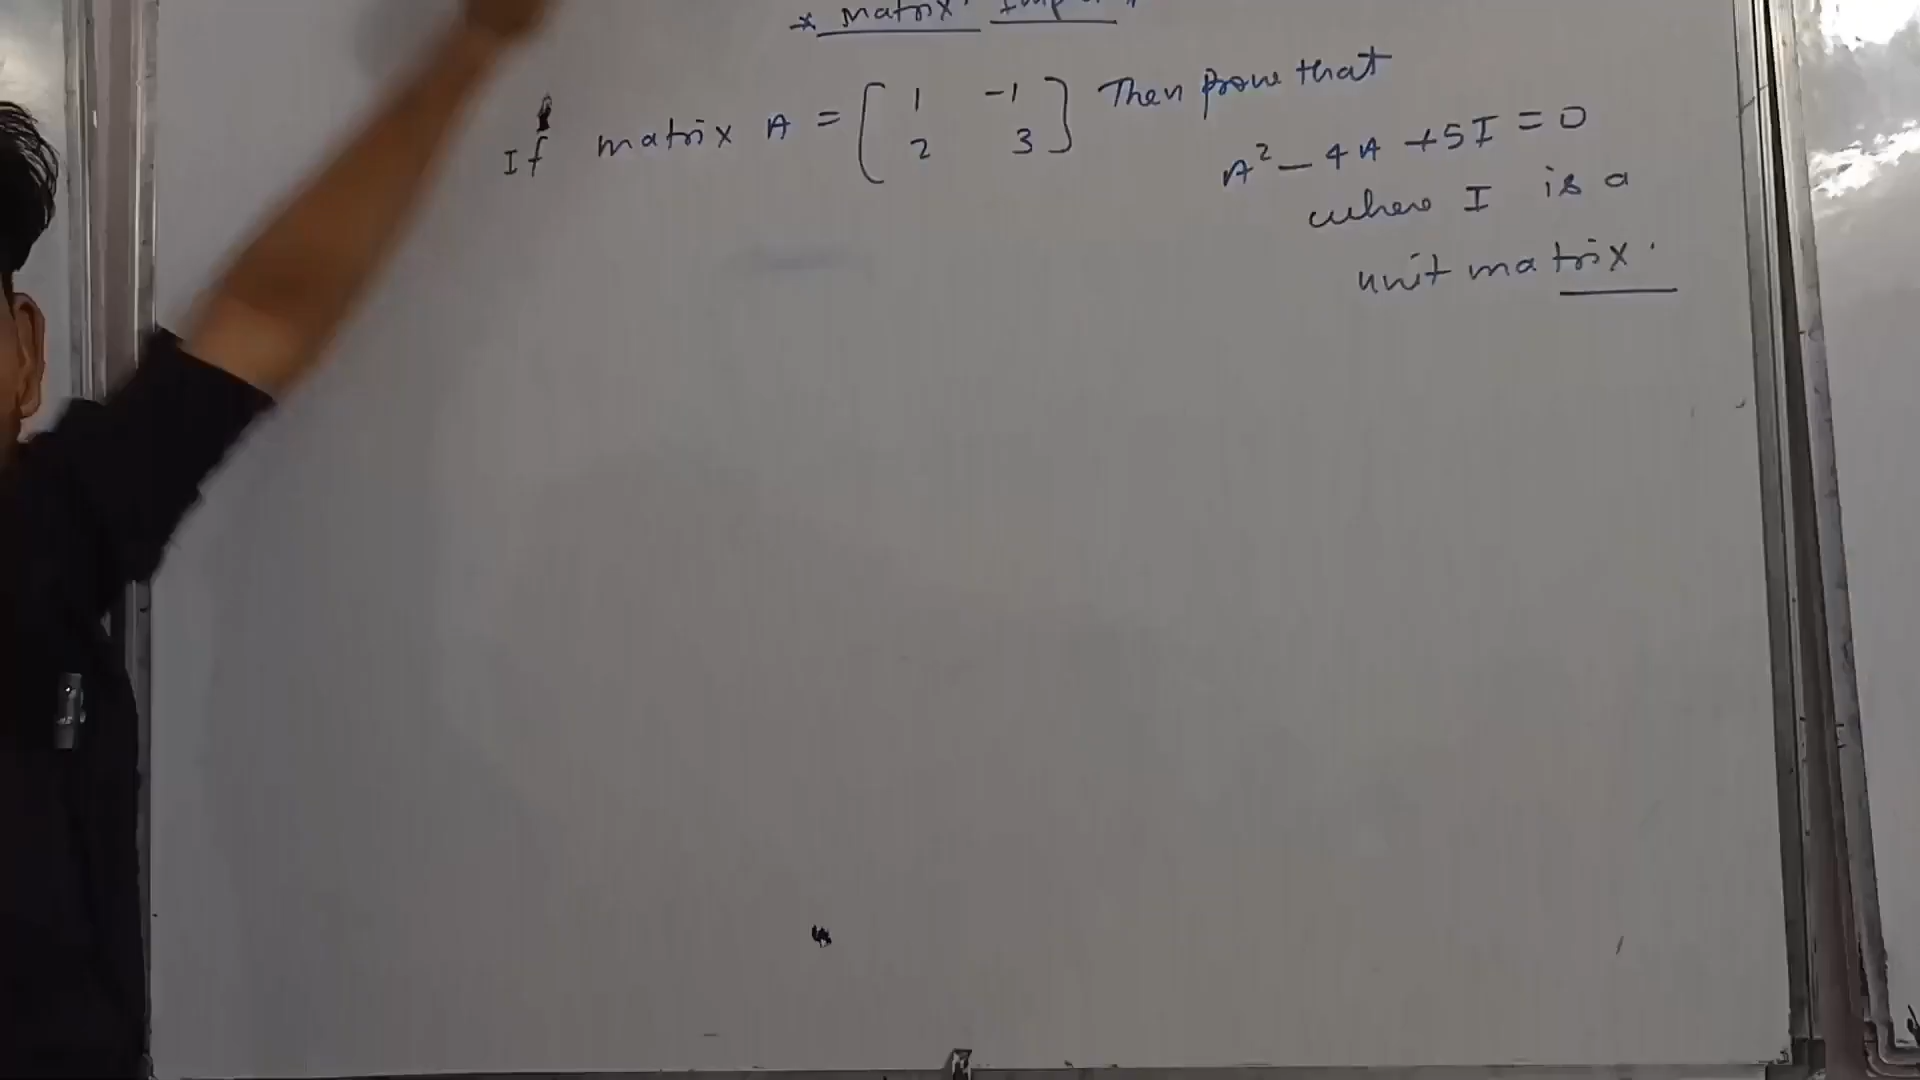 * Matrix
If matrix A = [ 1 -1 ] Then prove that
[ 2 3 ]
A² - 4A + 5I = 0
where I is a
unit matrix.